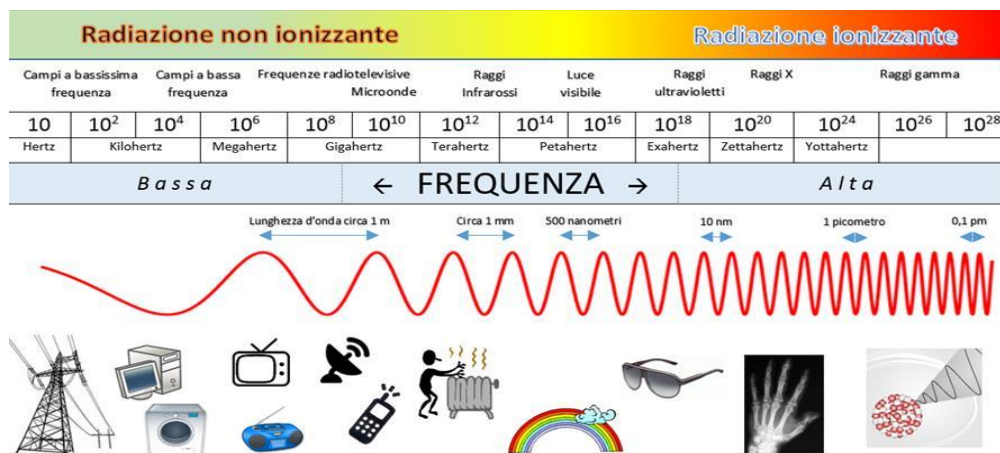 Radiazione non ionizzante Radiazione ionizzante
Campi a bassissima frequenza
Campi a bassa frequenza
Frequenze radiotelevisive
Microonde
Raggi Infrarossi
Luce visibile
Raggi ultravioletti
Raggi X
Raggi gamma
10 10² 10⁴ 10⁶ 10⁸ 10¹⁰ 10¹² 10¹⁴ 10¹⁶ 10¹⁸ 10²⁰ 10²⁴ 10²⁶ 10²⁸
Hertz Kilohertz Megahertz Gigahertz Terahertz Petahertz Exahertz Zettahertz Yottahertz
Bassa ← FREQUENZA → Alta
Lunghezza d'onda circa 1 m Circa 1 mm 500 nanometri 10 nm 1 picometro 0,1 pm